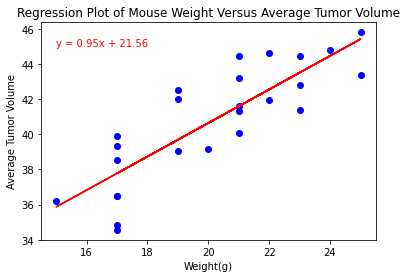 Regression Plot of Mouse Weight Versus Average Tumor Volume
46
y = 0.95x + 21.56
44
42
40
38
36
34
Average Tumor Volume
16 18 20 22 24
Weight(g)